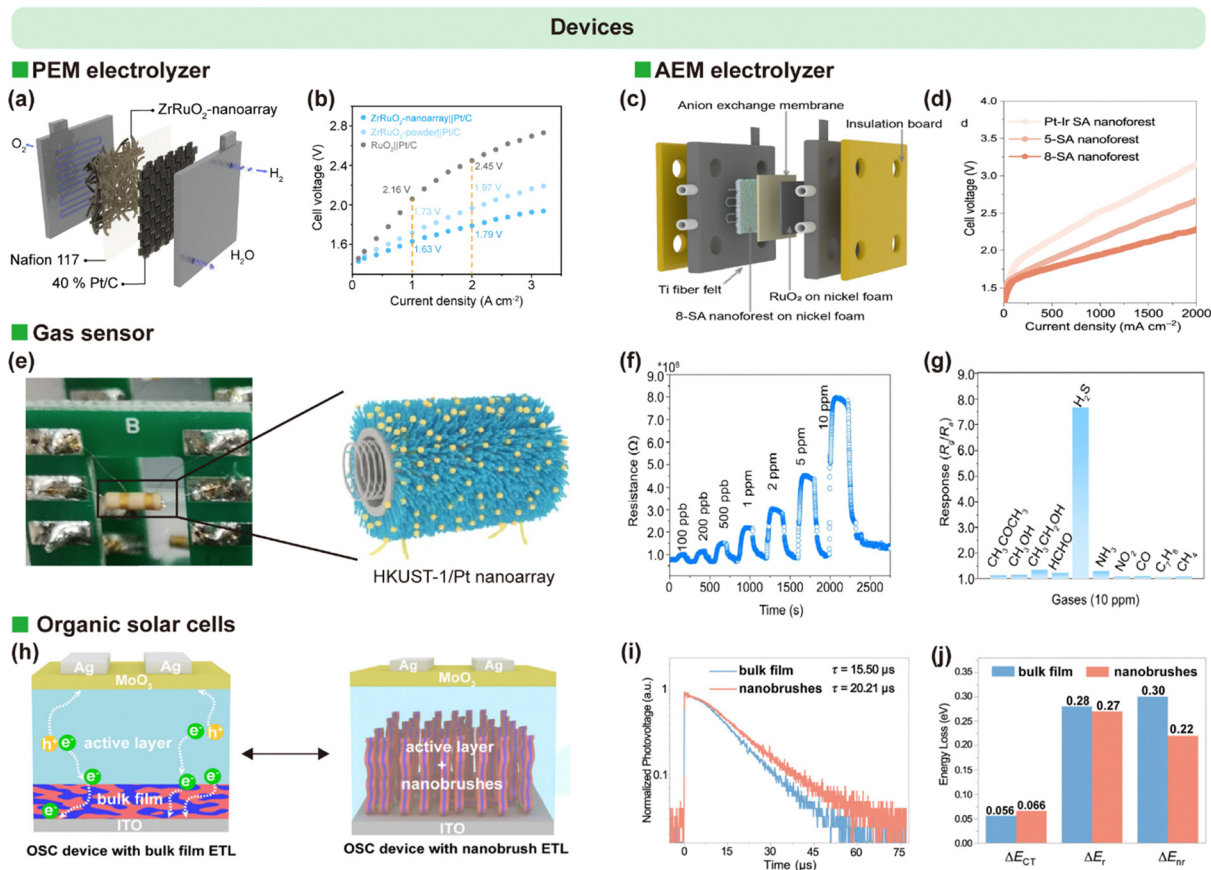 Devices
PEM electrolyzer
AEM electrolyzer
(a)
ZrRuO₂-nanoarray
O₂
H₂
H₂O
Nafion 117
40 % Pt/C
(b)
ZrRuO₂-nanoarray||Pt/C
ZrRuO₂-powder||Pt/C
RuO₂||Pt/C
2.8
2.4
2.0
1.6
Cell voltage (V)
2.16 V
1.73 V
1.63 V
2.45 V
1.97 V
1.79 V
0
1
2
3
Current density (A cm⁻²)
(c)
Anion exchange membrane
Insulation board
Ti fiber felt
RuO₂ on nickel foam
8-SA nanoforest on nickel foam
(d)
d
4.0
3.5
3.0
2.5
2.0
1.5
Cell voltage (V)
Pt-Ir SA nanoforest
5-SA nanoforest
8-SA nanoforest
0
500
1000
1500
2000
Current density (mA cm⁻²)
Gas sensor
(e)
B
HKUST-1/Pt nanoarray
(f)
*10⁸
9.0
8.0
7.0
6.0
5.0
4.0
3.0
2.0
1.0
0.0
Resistance (Ω)
100 ppb
200 ppb
500 ppb
1 ppm
2 ppm
5 ppm
10 ppm
0
500
1000
1500
2000
2500
Time (s)
(g)
9.0
8.0
7.0
6.0
5.0
4.0
3.0
2.0
1.0
CH₃COCH₃
CH₃OH
CH₃CH₂OH
HCHO
H₂S
NH₃
NO₂
CO
C₇H₈
CH₄
Gases (10 ppm)
Organic solar cells
(h)
Ag
Ag
MoO₃
h⁺
e⁻
e⁻
h⁺
active layer
e⁻
e⁻
e⁻
bulk film
e⁻
ITO
OSC device with bulk film ETL
Ag
Ag
MoO₃
active layer
+
nanobrushes
ITO
OSC device with nanobrush ETL
(i)
bulk film τ = 15.50 μs
nanobrushes τ = 20.21 μs
1
0.1
Normalized Photovoltage (a.u.)
0
15
30
45
60
75
Time (μs)
(j)
bulk film
nanobrushes
0.35
0.30
0.25
0.20
0.15
0.10
0.05
0.00
Energy Loss (eV)
0.056
0.066
0.28
0.27
0.30
0.22
ΔE_CT
ΔE_r
ΔE_nr